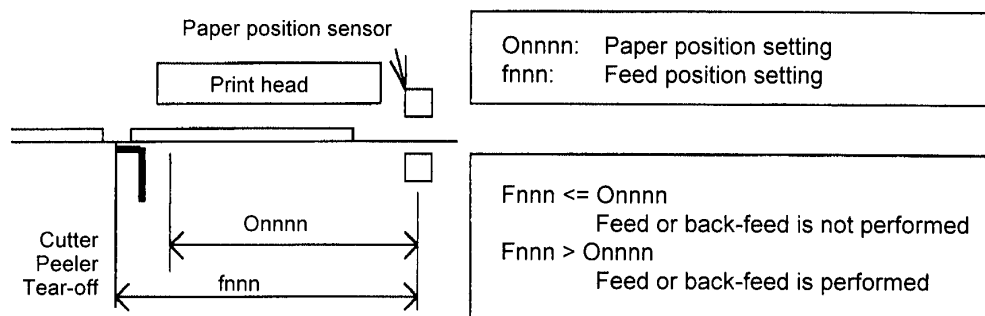 Paper position sensor
Print head
Onnnn
fnnn
Cutter
Peeler
Tear-off
Onnnn: Paper position setting
fnnn: Feed position setting
Fnnn <= Onnnn
Feed or back-feed is not performed
Fnnn > Onnnn
Feed or back-feed is performed